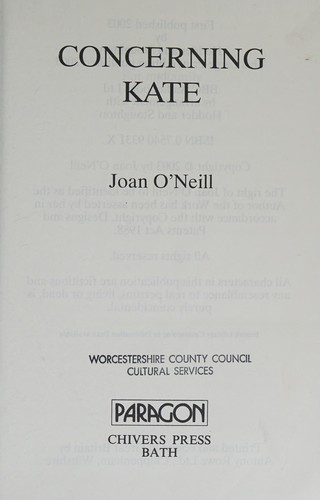 CONCERNING
KATE
Joan O'Neill
WORCESTERSHIRE COUNTY COUNCIL
CULTURAL SERVICES
PARAGON
CHIVERS PRESS
BATH